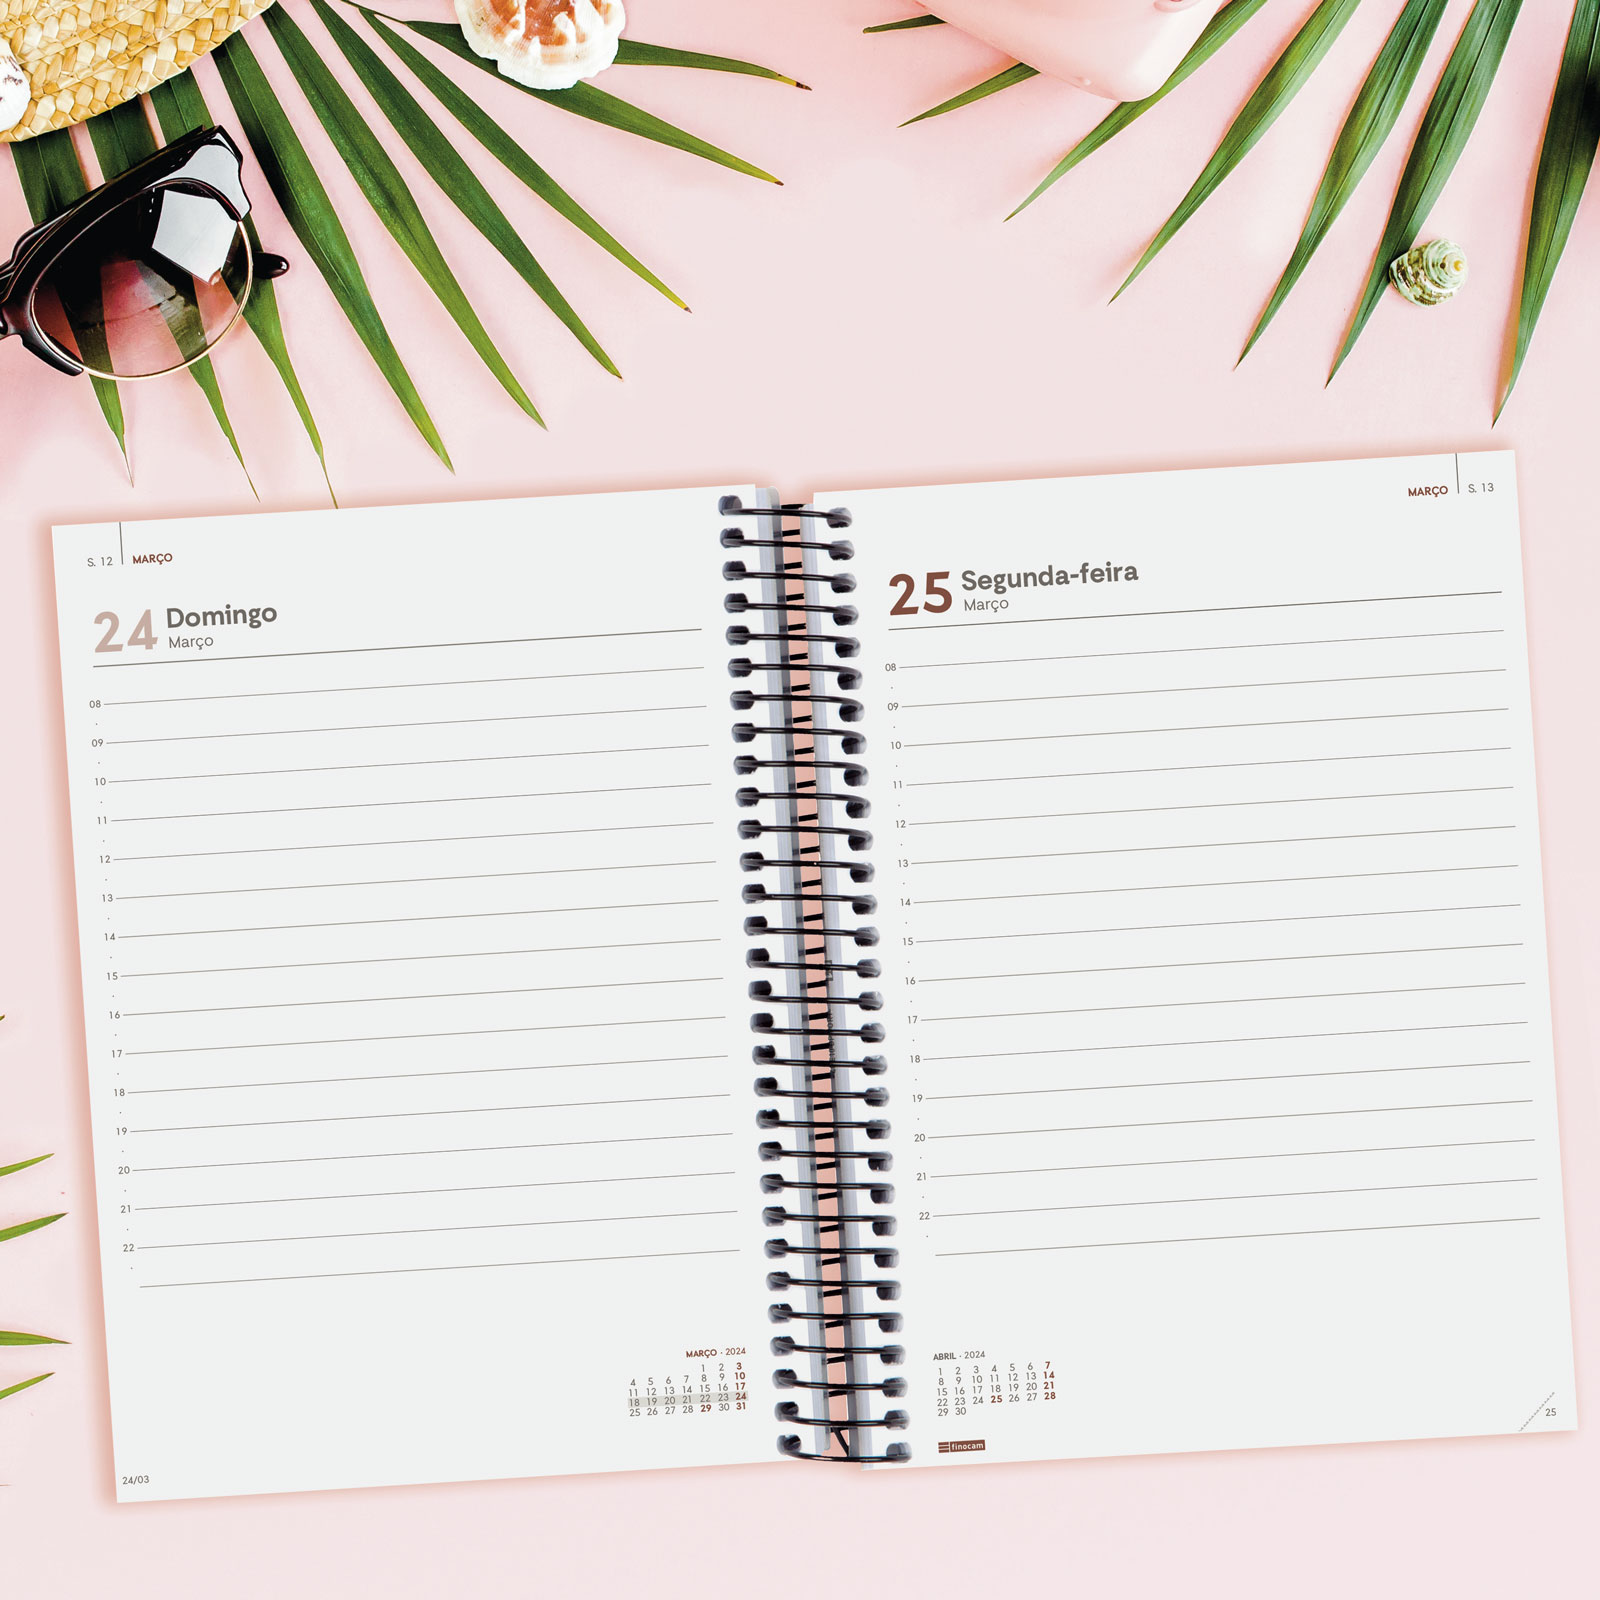 S. 12 MARÇO
24 Domingo
Março
08
09
10
11
12
13
14
15
16
17
18
19
20
21
22
MARÇO · 2024
1 2 3
4 5 6 7 8 9 10
11 12 13 14 15 16 17
18 19 20 21 22 23 24
25 26 27 28 29 30 31
24/03
MARÇO S. 13
25 Segunda-feira
Março
08
09
10
11
12
13
14
15
16
17
18
19
20
21
22
ABRIL · 2024
1 2 3 4 5 6 7
8 9 10 11 12 13 14
15 16 17 18 19 20 21
22 23 24 25 26 27 28
29 30
finocam
25